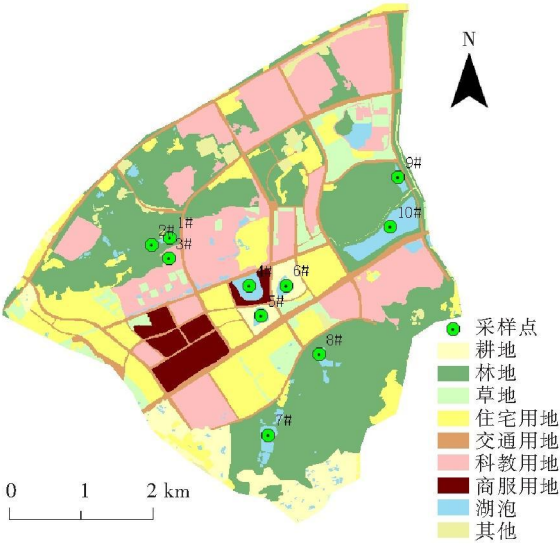 N
9#
10#
1#
2#
3#
4#
6#
5#
8#
7#
采样点
耕地
林地
草地
住宅用地
交通用地
科教用地
商服用地
湖泡
其他
0 1 2 km